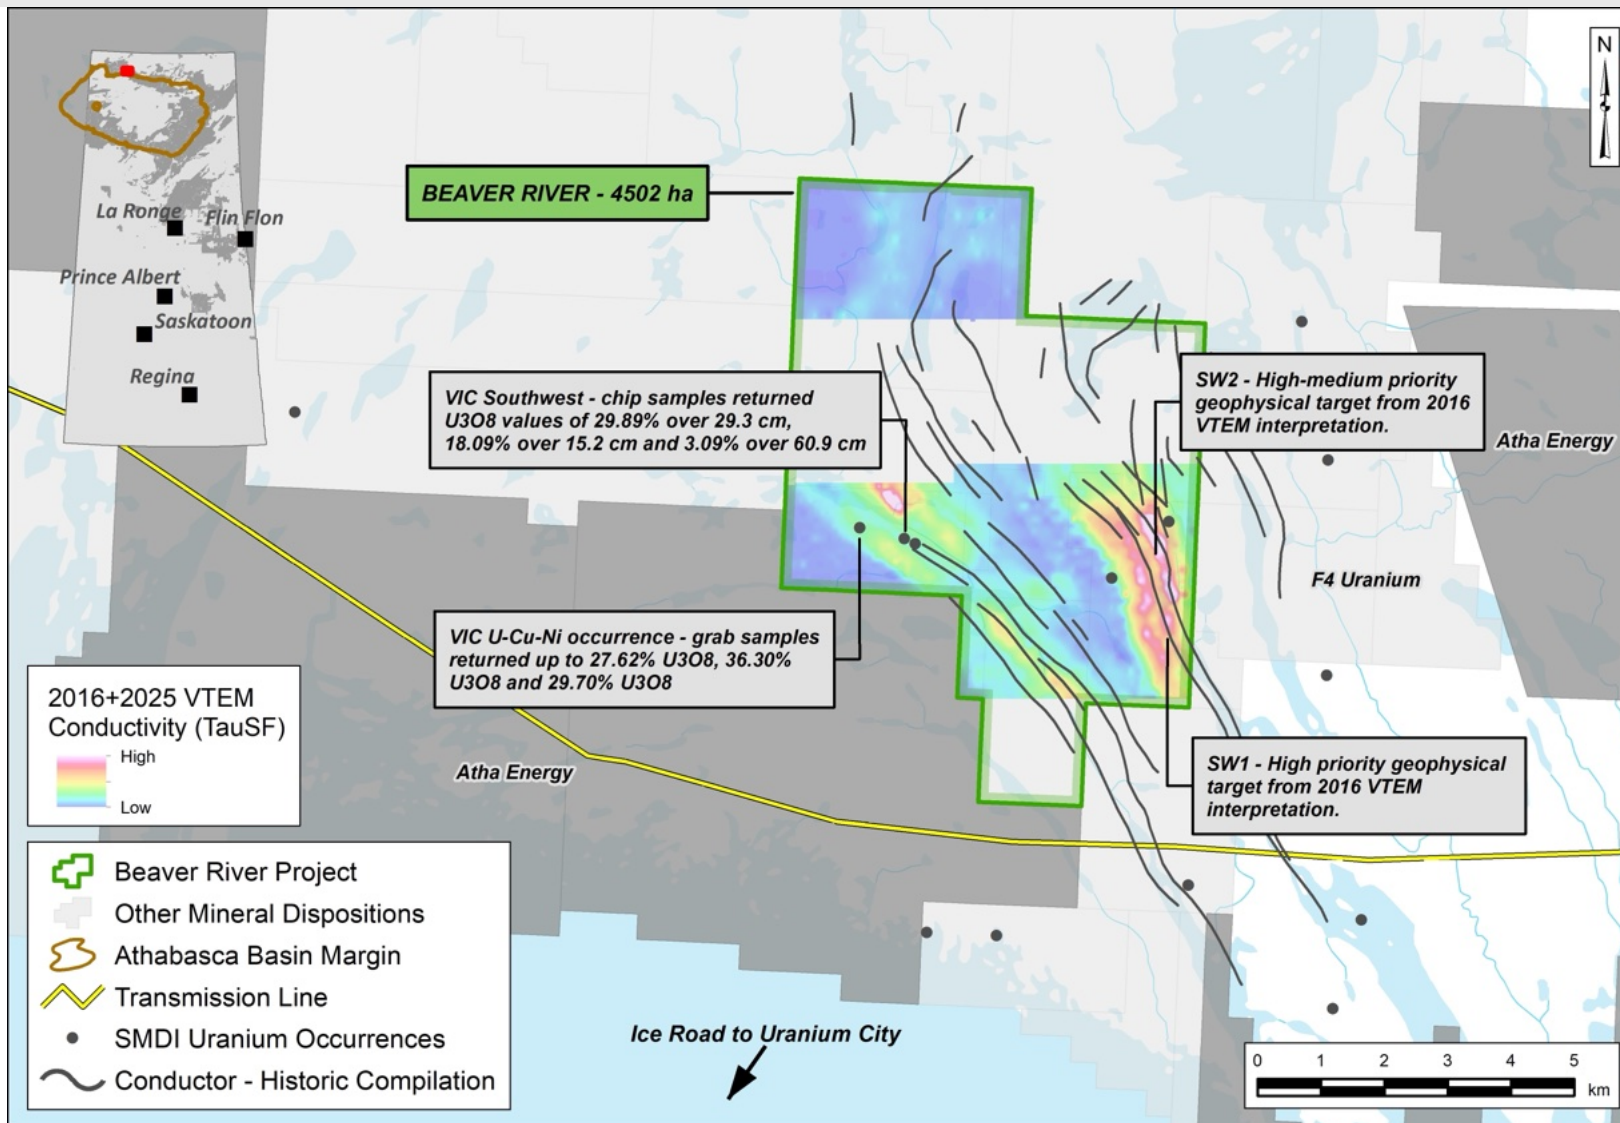 N
La Ronge
Flin Flon
Prince Albert
Saskatoon
Regina
BEAVER RIVER - 4502 ha
VIC Southwest - chip samples returned
U3O8 values of 29.89% over 29.3 cm,
18.09% over 15.2 cm and 3.09% over 60.9 cm
SW2 - High-medium priority
geophysical target from 2016
VTEM interpretation.
Atha Energy
F4 Uranium
VIC U-Cu-Ni occurrence - grab samples
returned up to 27.62% U3O8, 36.30%
U3O8 and 29.70% U3O8
SW1 - High priority geophysical
target from 2016 VTEM
interpretation.
Atha Energy
2016+2025 VTEM
Conductivity (TauSF)
High
Low
Beaver River Project
Other Mineral Dispositions
Athabasca Basin Margin
Transmission Line
SMDI Uranium Occurrences
Conductor - Historic Compilation
Ice Road to Uranium City
0 1 2 3 4 5
km